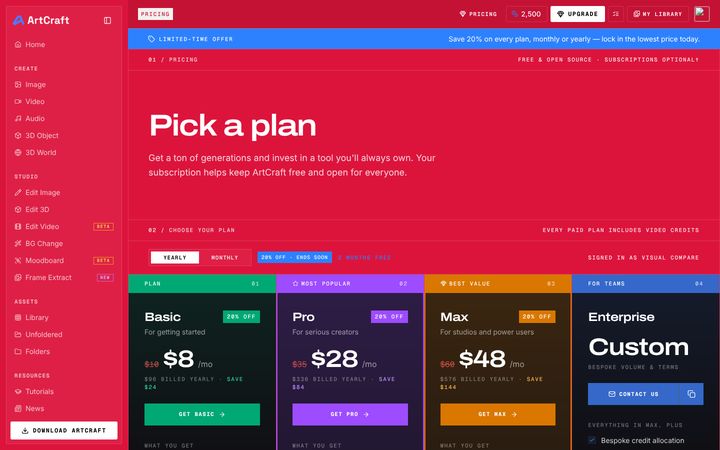 ArtCraft
Home
CREATE
Image
Video
Audio
3D Object
3D World
STUDIO
Edit Image
Edit 3D
Edit Video BETA
BG Change
Moodboard BETA
Frame Extract NEW
ASSETS
Library
Unfoldered
Folders
RESOURCES
Tutorials
News
DOWNLOAD ARTCRAFT
PRICING
PRICING 2,500 UPGRADE MY LIBRARY
LIMITED-TIME OFFER Save 20% on every plan, monthly or yearly — lock in the lowest price today.
01 / PRICING FREE & OPEN SOURCE · SUBSCRIPTIONS OPTIONAL↑
Pick a plan
Get a ton of generations and invest in a tool you'll always own. Your
subscription helps keep ArtCraft free and open for everyone.
02 / CHOOSE YOUR PLAN EVERY PAID PLAN INCLUDES VIDEO CREDITS
YEARLY MONTHLY 20% OFF · ENDS SOON 2 MONTHS FREE SIGNED IN AS VISUAL COMPARE
PLAN 01
Basic 20% OFF
For getting started
$10 $8 /mo
$96 BILLED YEARLY · SAVE
$24
GET BASIC →
WHAT YOU GET
MOST POPULAR 02
Pro 20% OFF
For serious creators
$35 $28 /mo
$336 BILLED YEARLY · SAVE
$84
GET PRO →
WHAT YOU GET
BEST VALUE 03
Max 20% OFF
For studios and power users
$60 $48 /mo
$576 BILLED YEARLY · SAVE
$144
GET MAX →
WHAT YOU GET
FOR TEAMS 04
Enterprise
Custom
BESPOKE VOLUME & TERMS
CONTACT US
EVERYTHING IN MAX, PLUS
Bespoke credit allocation